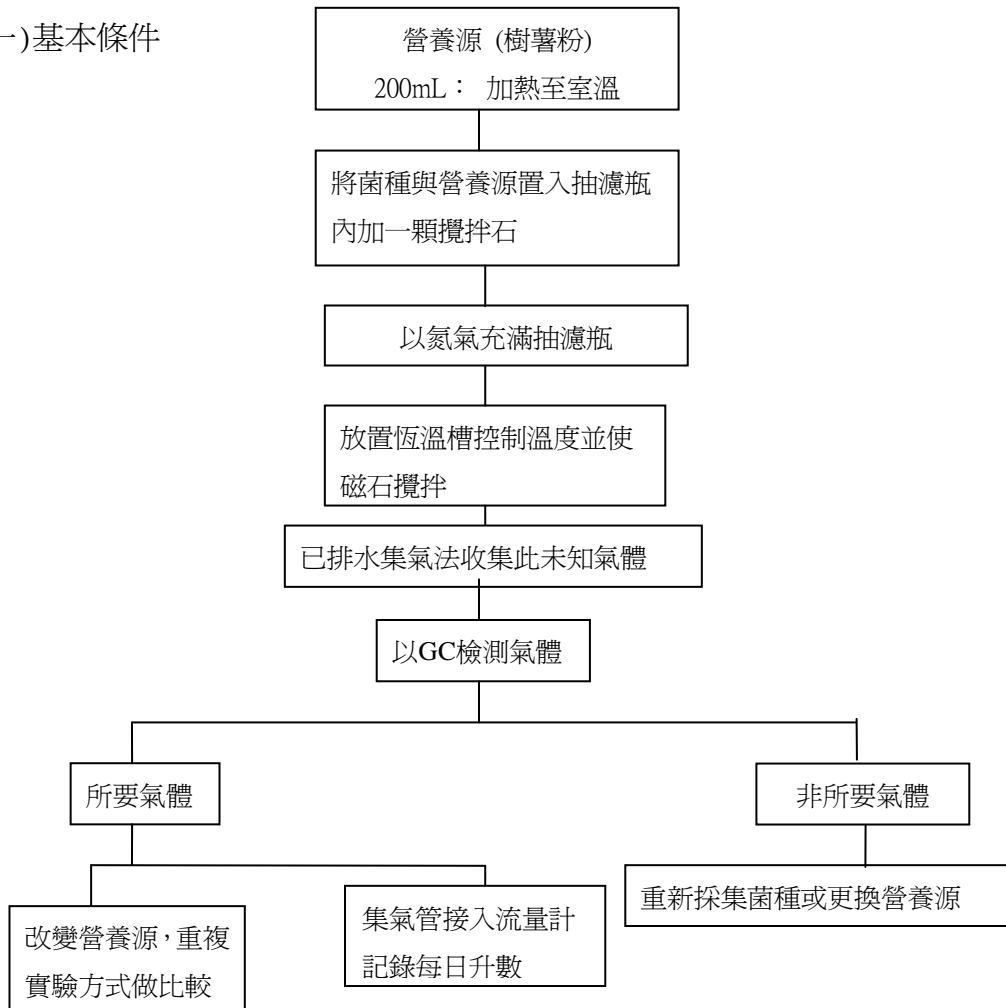 一)基本條件
營養源 (樹薯粉)
200mL： 加熱至室溫
將菌種與營養源置入抽濾瓶
內加一顆攪拌石
以氮氣充滿抽濾瓶
放置恆溫槽控制溫度並使
磁石攪拌
已排水集氣法收集此未知氣體
以GC檢測氣體
所要氣體
非所要氣體
改變營養源，重複
實驗方式做比較
集氣管接入流量計
記錄每日升數
重新採集菌種或更換營養源